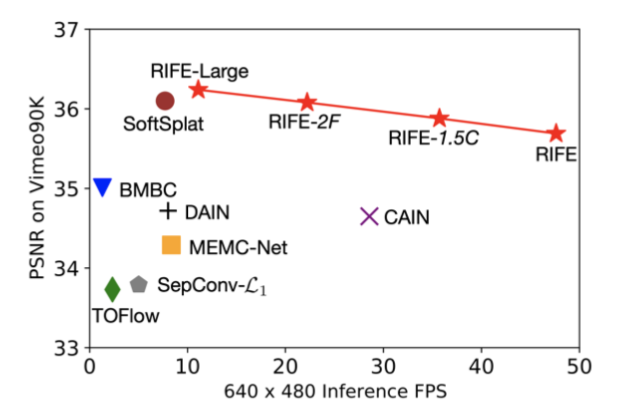 37
36
35
34
33
PSNR on Vimeo90K
RIFE-Large
SoftSplat
RIFE-2F
RIFE-1.5C
RIFE
BMBC
DAIN
CAIN
MEMC-Net
SepConv-ℒ₁
TOFlow
0 10 20 30 40 50
640 x 480 Inference FPS